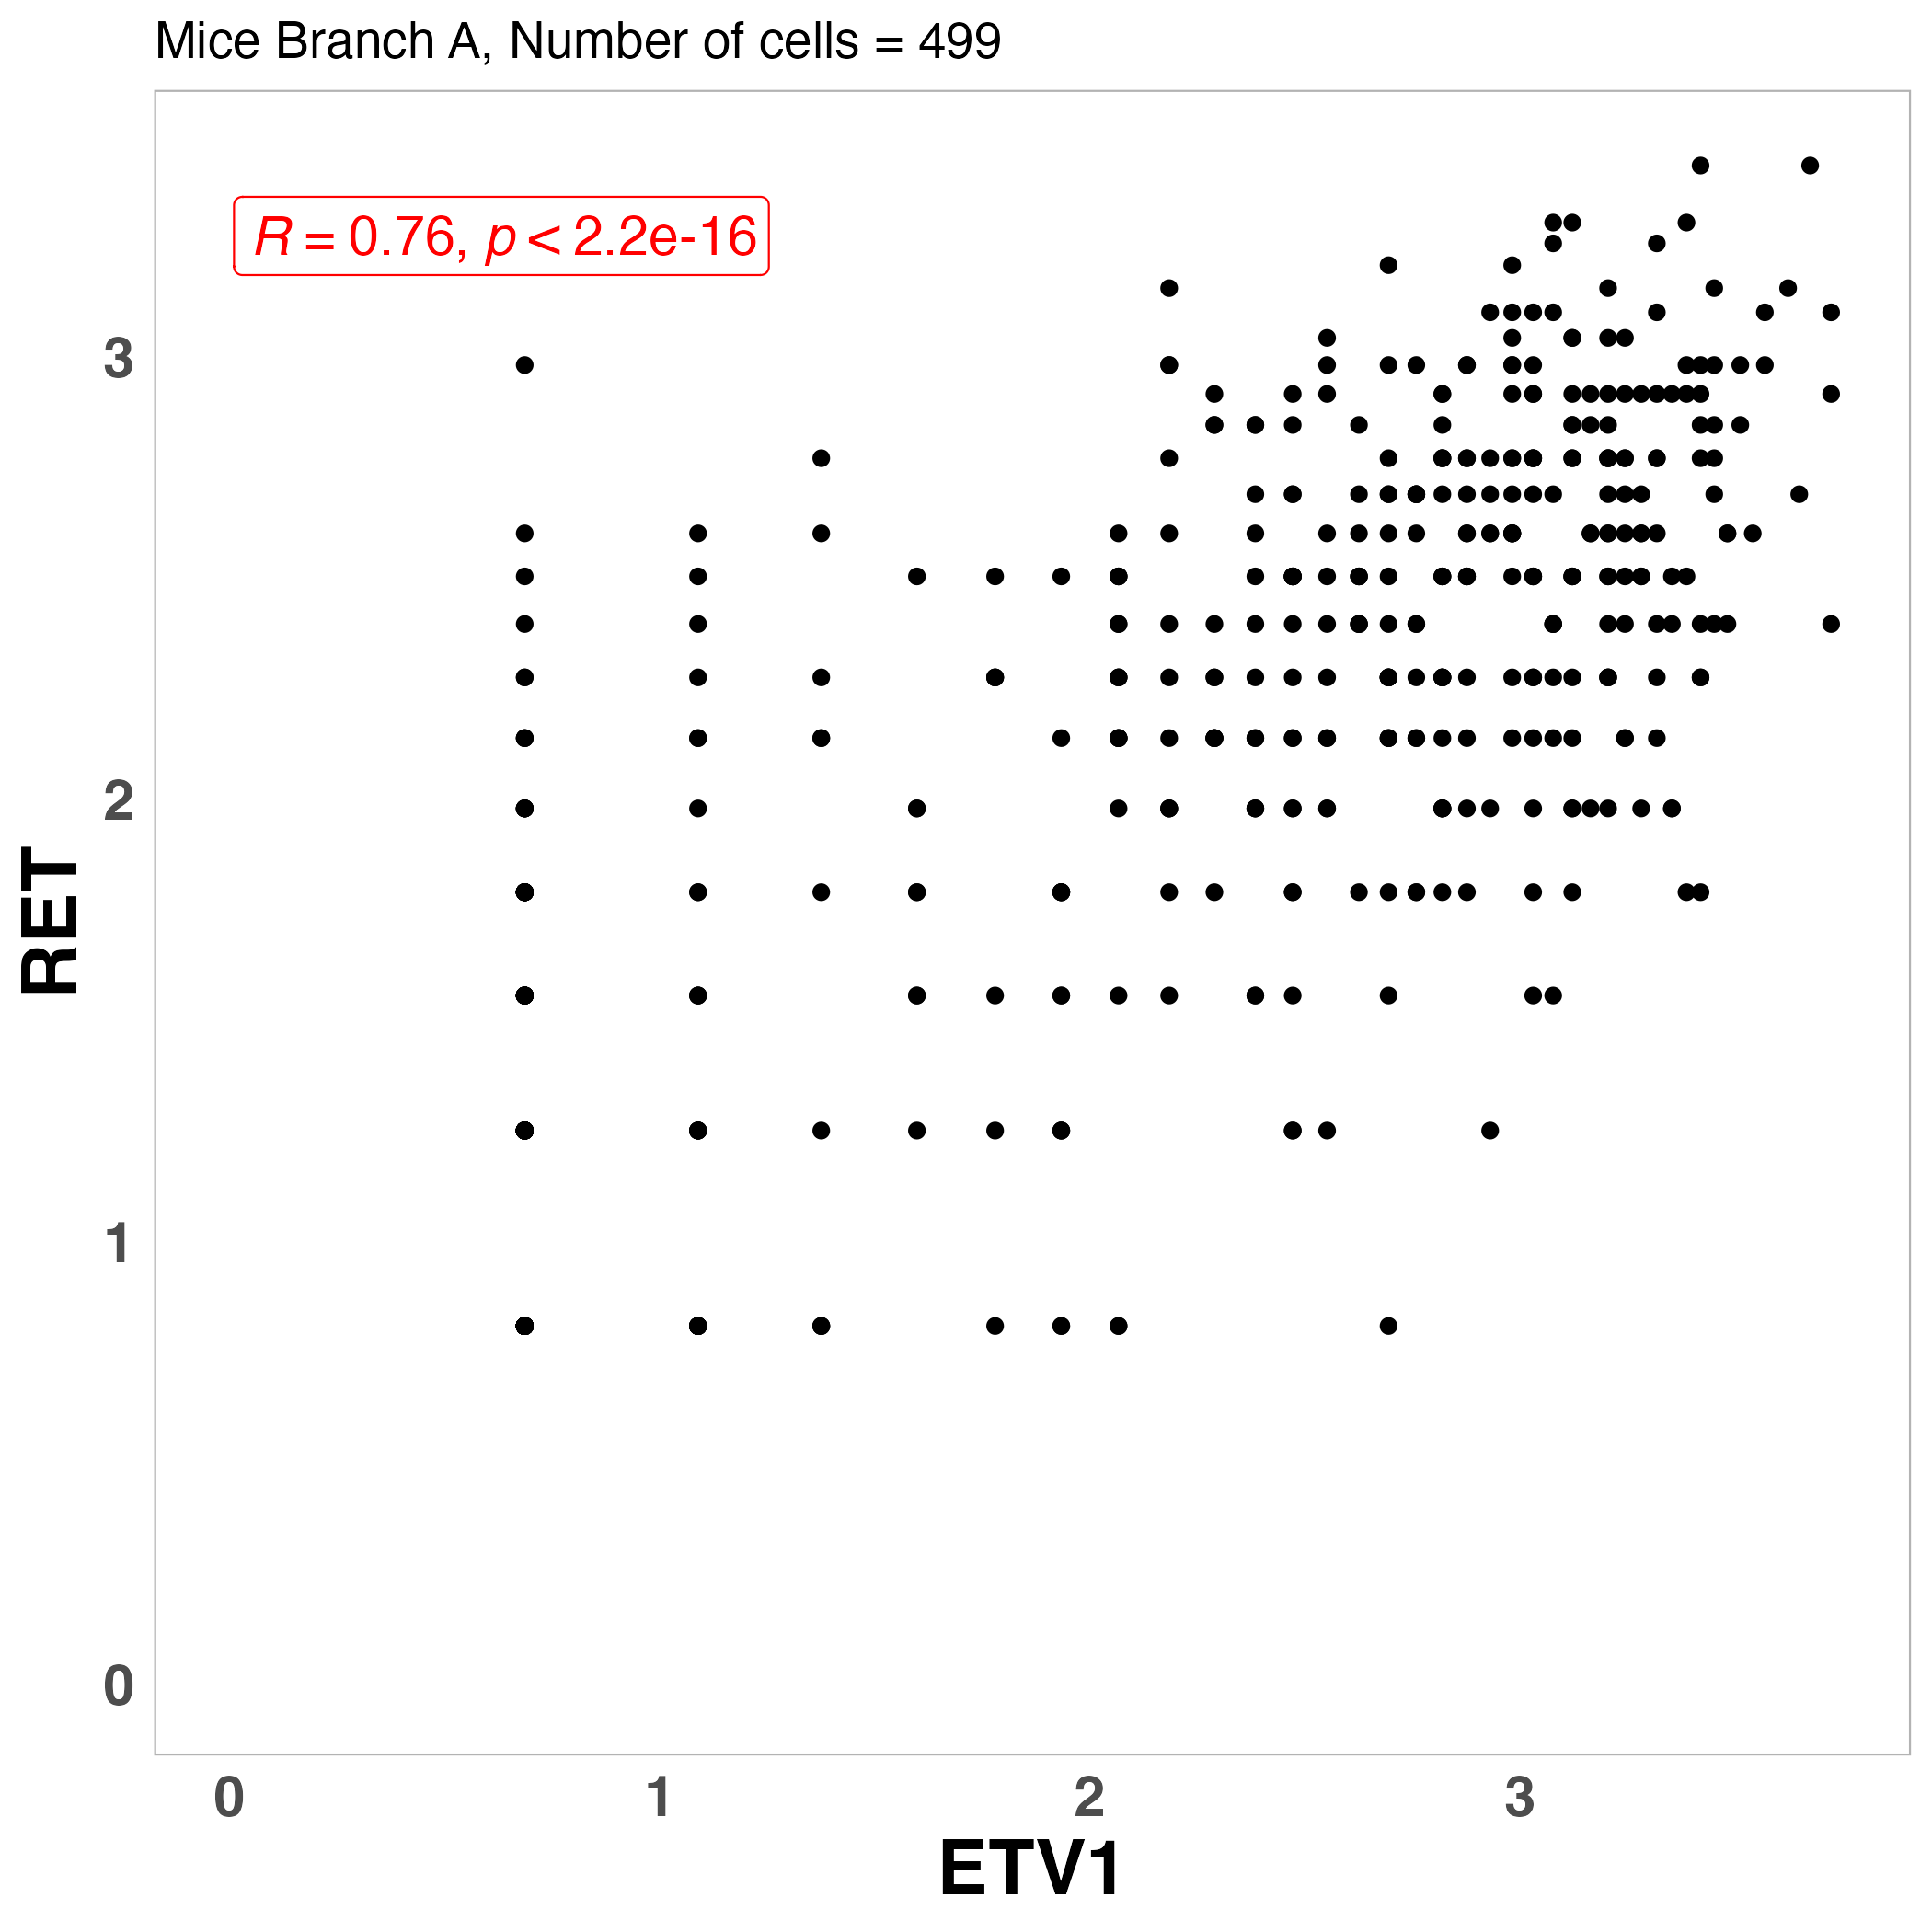 Mice Branch A, Number of cells = 499
R = 0.76, p < 2.2e-16
3
2
1
0
RET
0 1 2 3
ETV1